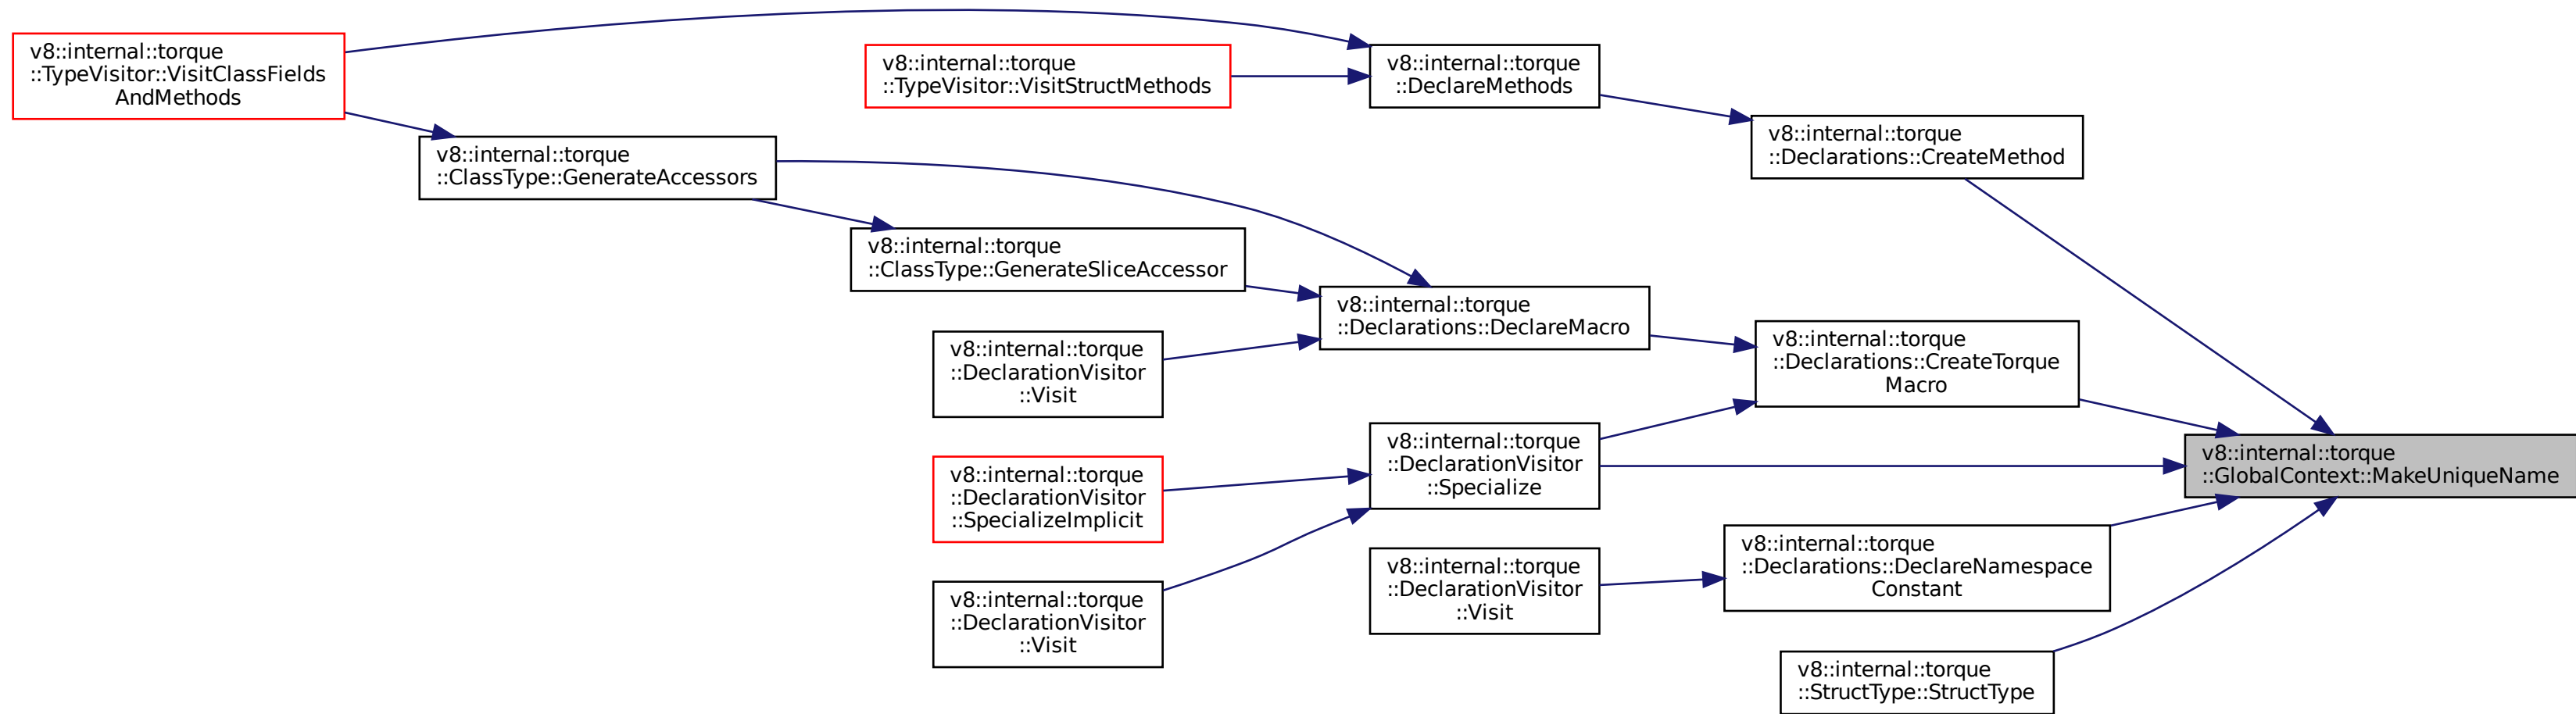 v8::internal::torque
::TypeVisitor::VisitClassFields
AndMethods
v8::internal::torque
::TypeVisitor::VisitStructMethods
v8::internal::torque
::DeclareMethods
v8::internal::torque
::Declarations::CreateMethod
v8::internal::torque
::ClassType::GenerateAccessors
v8::internal::torque
::ClassType::GenerateSliceAccessor
v8::internal::torque
::Declarations::DeclareMacro
v8::internal::torque
::DeclarationVisitor
::Visit
v8::internal::torque
::Declarations::CreateTorque
Macro
v8::internal::torque
::DeclarationVisitor
::Specialize
v8::internal::torque
::GlobalContext::MakeUniqueName
v8::internal::torque
::DeclarationVisitor
::SpecializeImplicit
v8::internal::torque
::Declarations::DeclareNamespace
Constant
v8::internal::torque
::DeclarationVisitor
::Visit
v8::internal::torque
::DeclarationVisitor
::Visit
v8::internal::torque
::StructType::StructType